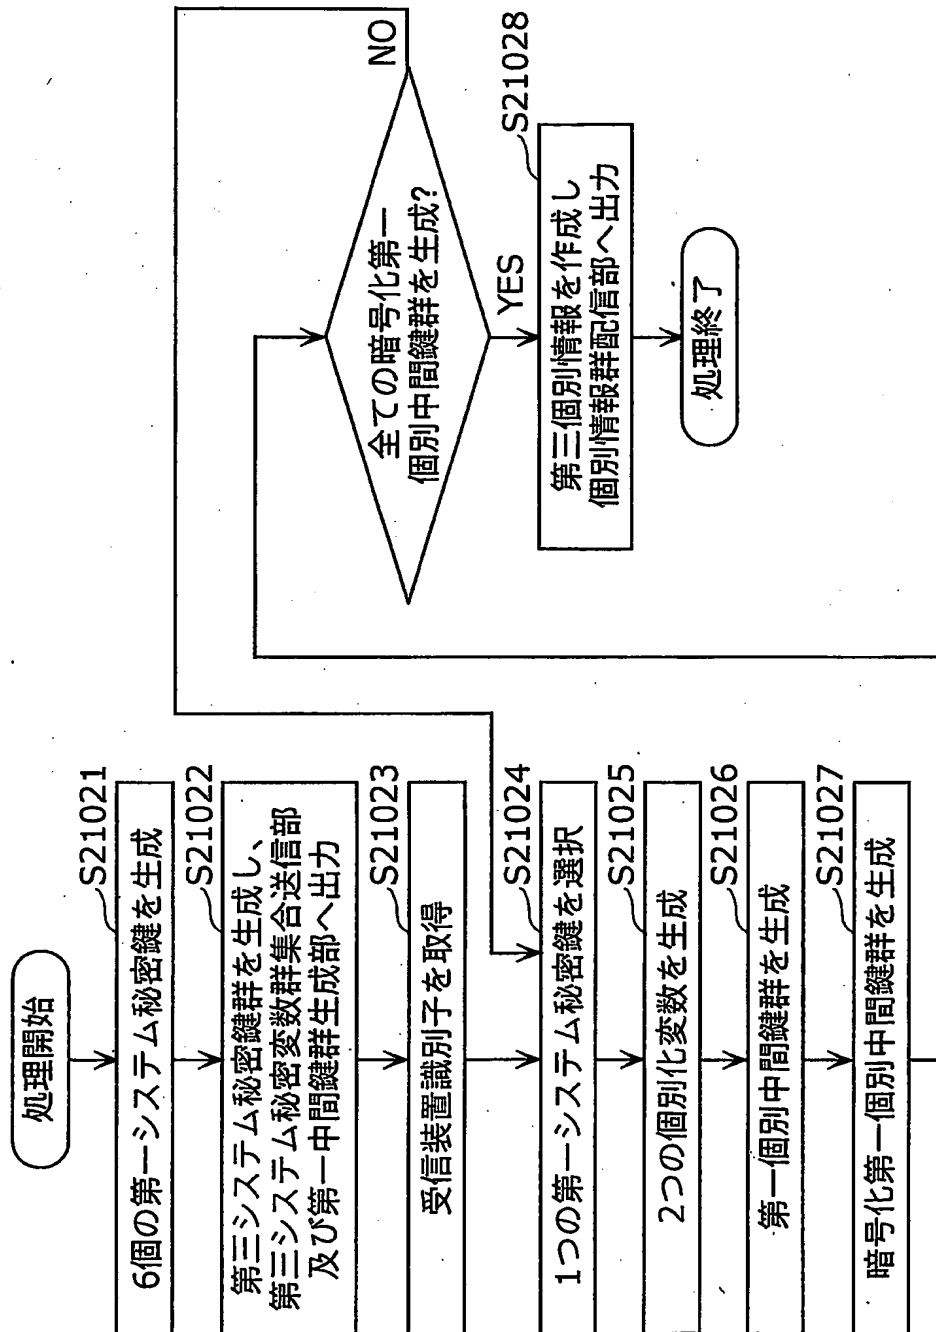 処理開始
S21021
6個の第一システム秘密鍵を生成
S21022
第三システム秘密鍵群を生成し、
第三システム秘密変数群集合送信部
及び第一中間鍵群生成部へ出力
S21023
受信装置識別子を取得
S21024
1つの第一システム秘密鍵を選択
S21025
2つの個別化変数を生成
S21026
第一個別中間鍵群を生成
S21027
暗号化第一個別中間鍵群を生成
全ての暗号化第一
個別中間鍵群を生成?
NO
YES
S21028
第三個別情報を作成し
個別情報群配信部へ出力
処理終了